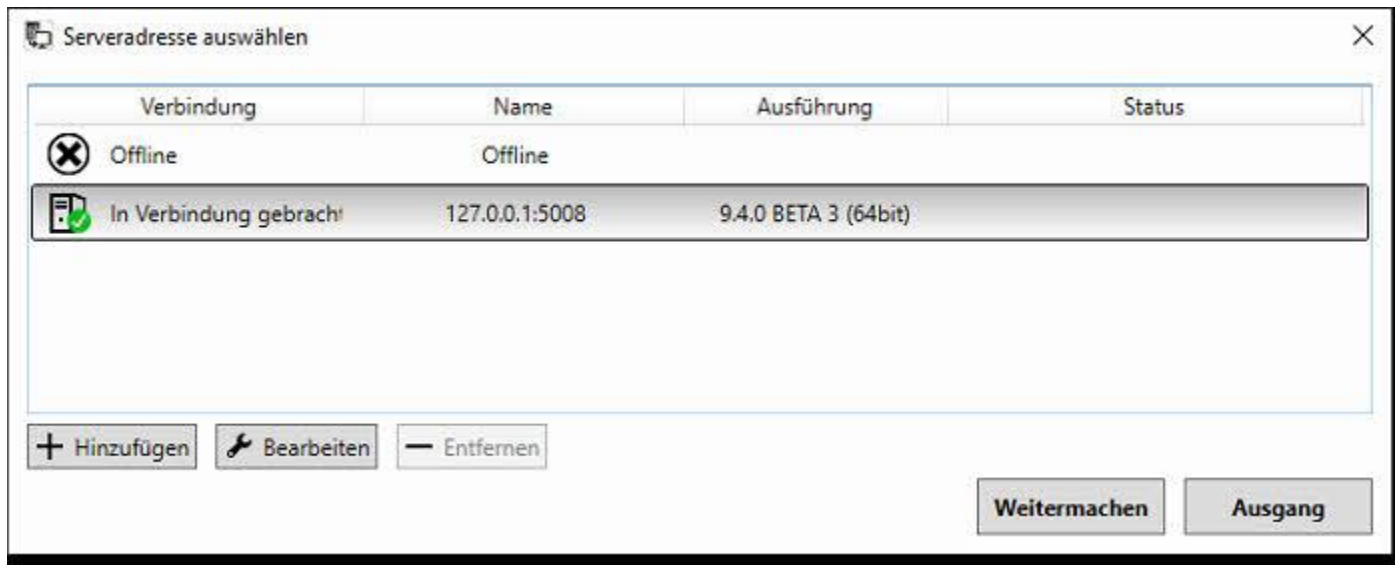 Serveradresse auswählen
Verbindung Name Ausführung Status
Offline Offline
In Verbindung gebracht 127.0.0.1:5008 9.4.0 BETA 3 (64bit)
Hinzufügen Bearbeiten Entfernen
Weitermachen Ausgang